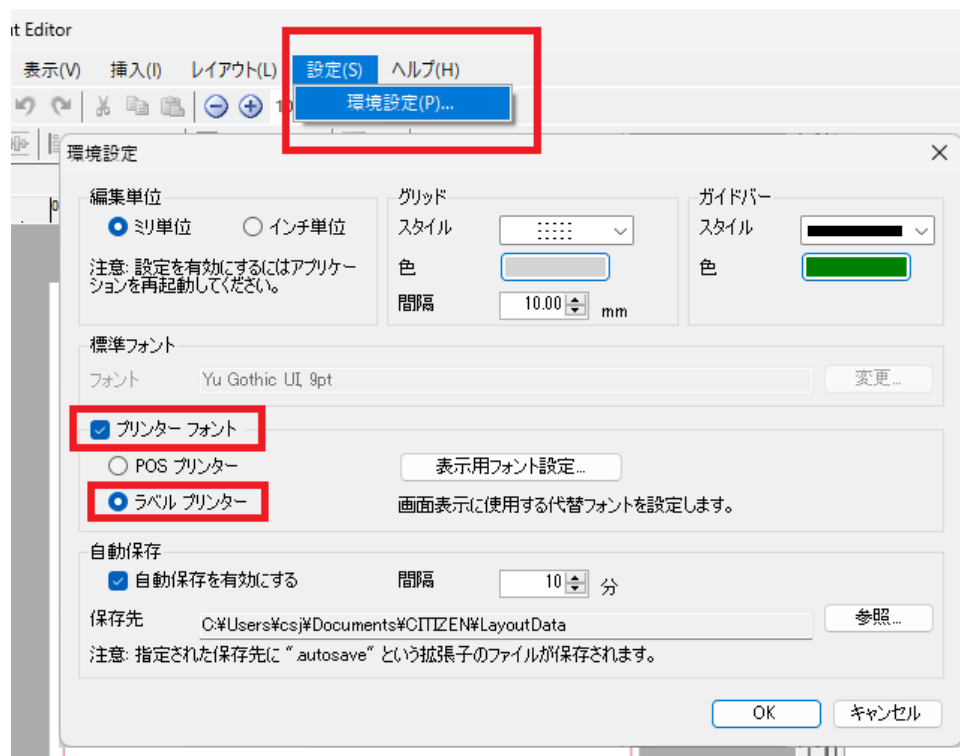 ut Editor
表示(V) 挿入(I) レイアウト(L) 設定(S) ヘルプ(H)
環境設定(P)...
環境設定
編集単位
ミリ単位 インチ単位
注意: 設定を有効にするにはアプリケー
ションを再起動してください。
グリッド
スタイル
色
間隔 10.00 mm
ガイドバー
スタイル
色
標準フォント
フォント Yu Gothic UI, 9pt 変更...
プリンター フォント
POS プリンター 表示用フォント設定...
ラベル プリンター 画面表示に使用する代替フォントを設定します。
自動保存
自動保存を有効にする 間隔 10 分
保存先 C:¥Users¥csj¥Documents¥CITIZEN¥LayoutData 参照...
注意: 指定された保存先に ".autosave" という拡張子のファイルが保存されます。
OK キャンセル